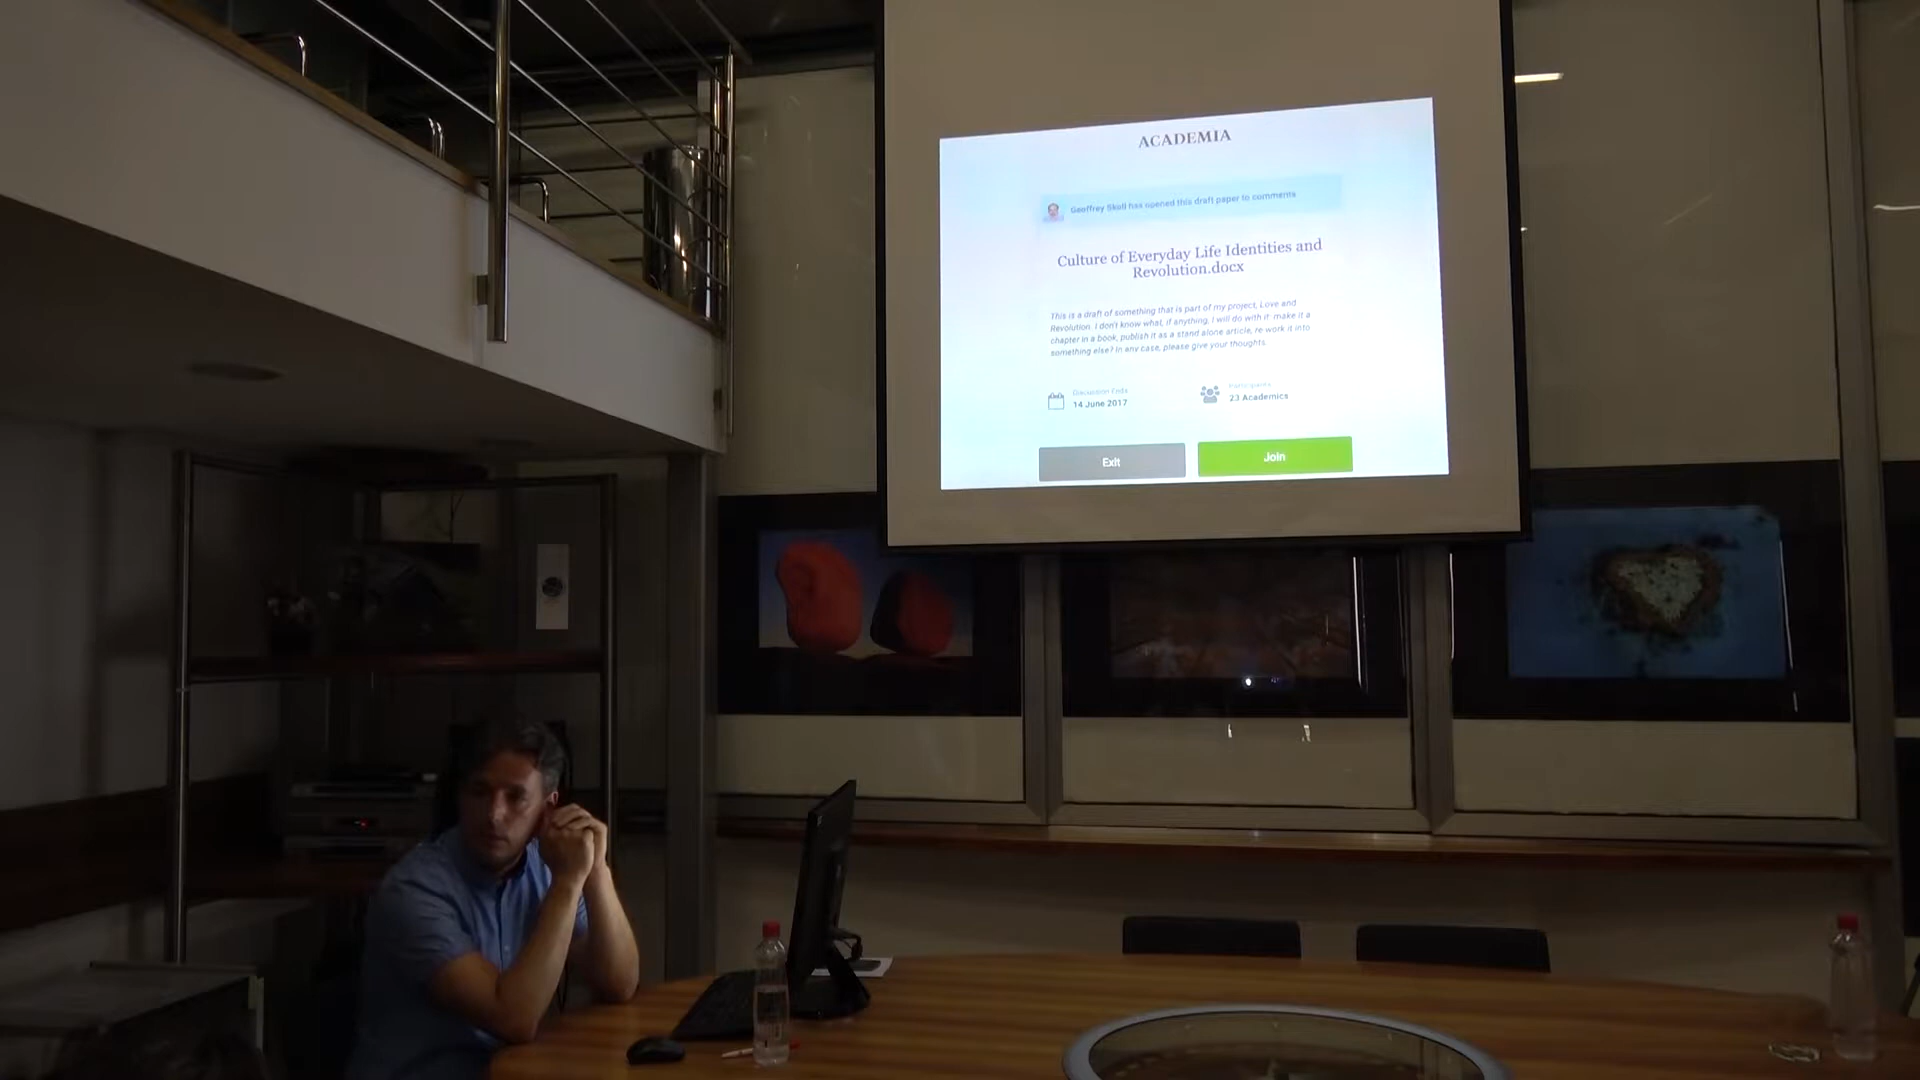 ACADEMIA
Geoffrey Skoll has opened this draft paper to comments
Culture of Everyday Life Identities and
Revolution.docx
This is a draft of something that is part of my project, Love and
Revolution. I don't know what, if anything, I will do with it: make it a
chapter in a book, publish it as a stand alone article, re work it into
something else? In any case, please give your thoughts.
Discussion Ends
14 June 2017
Participants
23 Academics
Exit
Join